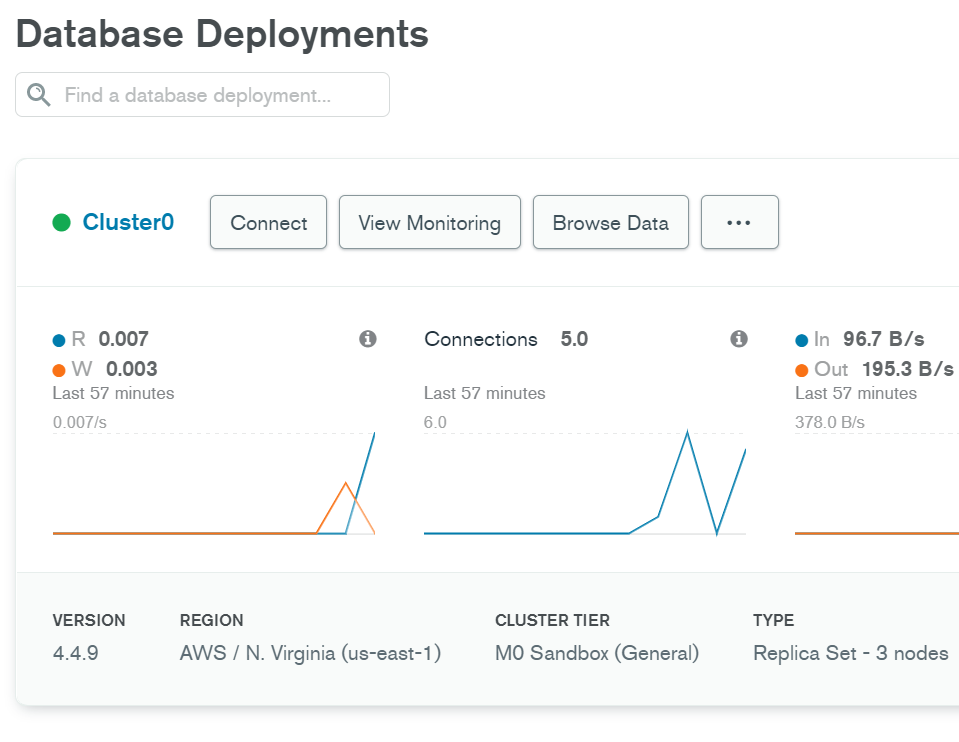 Database Deployments
Find a database deployment...
Cluster0 Connect View Monitoring Browse Data ...
R 0.007
W 0.003
Last 57 minutes
0.007/s
Connections 5.0
Last 57 minutes
6.0
In 96.7 B/s
Out 195.3 B/s
Last 57 minutes
378.0 B/s
VERSION
4.4.9
REGION
AWS / N. Virginia (us-east-1)
CLUSTER TIER
M0 Sandbox (General)
TYPE
Replica Set - 3 nodes